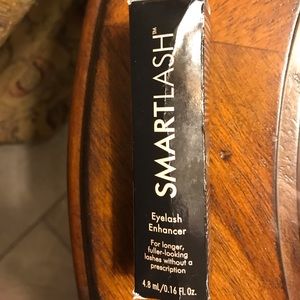 SMARTLASH™
Eyelash
Enhancer
For longer,
fuller-looking
lashes without a
prescription
4.8 mL/0.16 Fl. Oz.